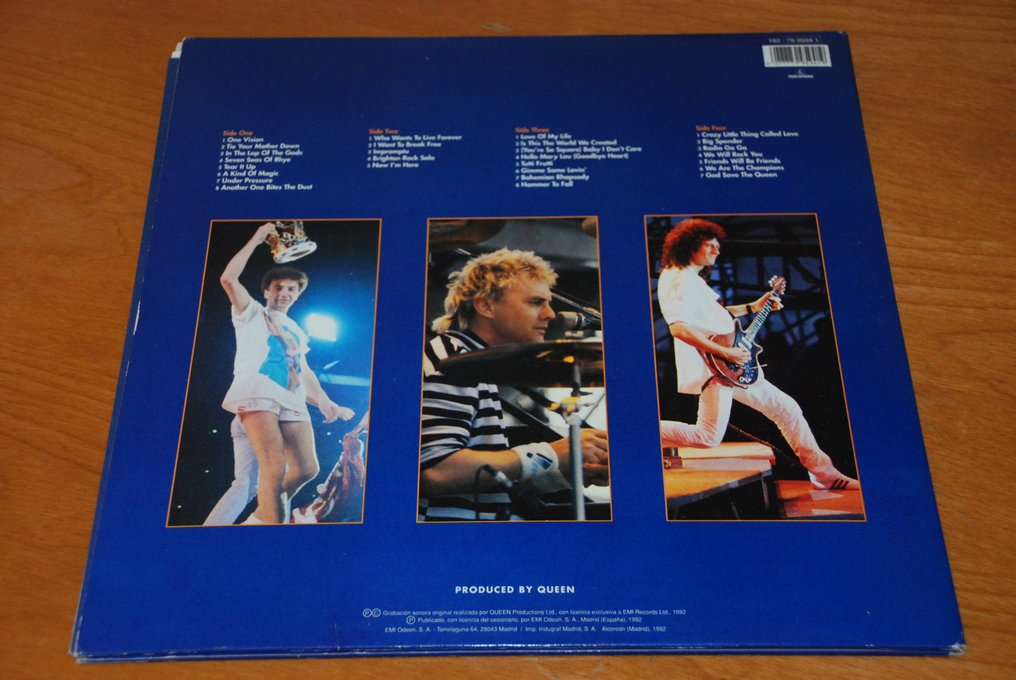 162 79 9594 1
PARLOPHONE
Side One
1 One Vision
2 Tie Your Mother Down
3 In The Lap Of The Gods
4 Seven Seas Of Rhye
5 Tear It Up
6 A Kind Of Magic
7 Under Pressure
8 Another One Bites The Dust
Side Two
1 Who Wants To Live Forever
2 I Want To Break Free
3 Impromptu
4 Brighton Rock Solo
5 Now I'm Here
Side Three
1 Love Of My Life
2 Is This The World We Created
3 (You're So Square) Baby I Don't Care
4 Hello Mary Lou (Goodbye Heart)
5 Tutti Frutti
6 Gimme Some Lovin'
7 Bohemian Rhapsody
8 Hammer To Fall
Side Four
1 Crazy Little Thing Called Love
2 Big Spender
3 Radio Ga Ga
4 We Will Rock You
5 Friends Will Be Friends
6 We Are The Champions
7 God Save The Queen
PRODUCED BY QUEEN
Ⓟ© Grabación sonora original realizada por QUEEN Productions Ltd., con licencia exclusiva a EMI Records Ltd., 1992
Ⓟ Publicado, con licencia del cesionario, por EMI Odeon, S. A., Madrid (España), 1992
EMI Odeon, S. A. - Torrelaguna 64, 28043 Madrid / Imp. Indugraf Madrid, S. A. Alcorcón (Madrid), 1992